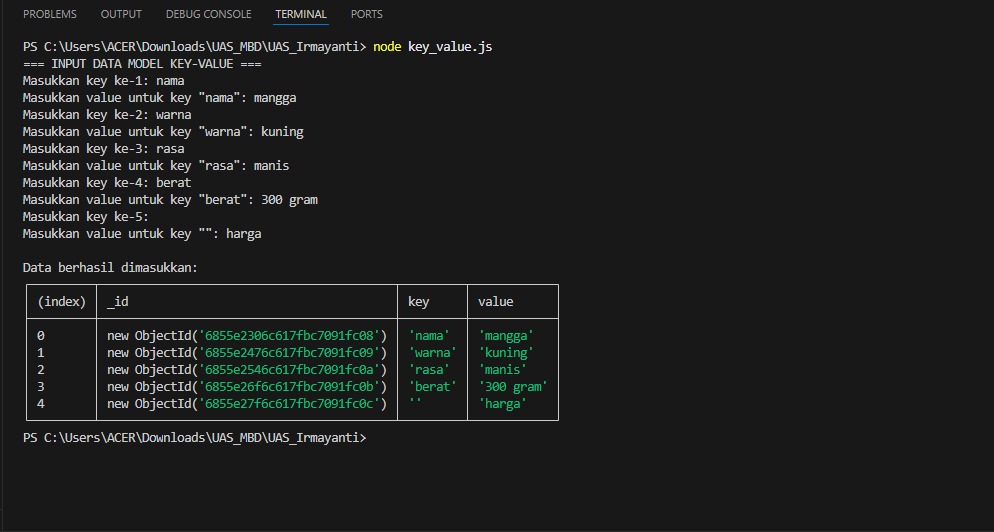 PROBLEMS OUTPUT DEBUG CONSOLE TERMINAL PORTS
PS C:\Users\ACER\Downloads\UAS_MBD\UAS_Irmayanti> node key_value.js
=== INPUT DATA MODEL KEY-VALUE ===
Masukkan key ke-1: nama
Masukkan value untuk key "nama": mangga
Masukkan key ke-2: warna
Masukkan value untuk key "warna": kuning
Masukkan key ke-3: rasa
Masukkan value untuk key "rasa": manis
Masukkan key ke-4: berat
Masukkan value untuk key "berat": 300 gram
Masukkan key ke-5:
Masukkan value untuk key "": harga
Data berhasil dimasukkan:
(index) _id key value
0 new ObjectId('6855e2306c617fbc7091fc08') 'nama' 'mangga'
1 new ObjectId('6855e2476c617fbc7091fc09') 'warna' 'kuning'
2 new ObjectId('6855e2546c617fbc7091fc0a') 'rasa' 'manis'
3 new ObjectId('6855e26f6c617fbc7091fc0b') 'berat' '300 gram'
4 new ObjectId('6855e27f6c617fbc7091fc0c') '' 'harga'
PS C:\Users\ACER\Downloads\UAS_MBD\UAS_Irmayanti>